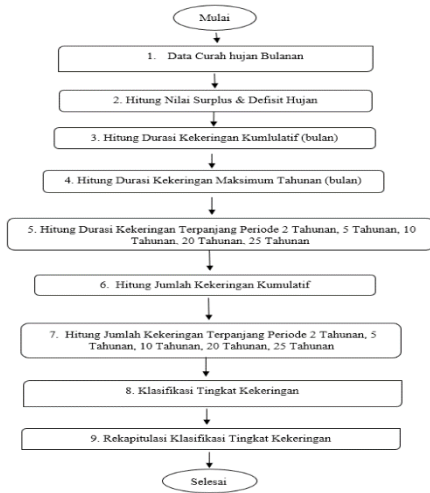 Mulai
1. Data Curah hujan Bulanan
2. Hitung Nilai Surplus & Defisit Hujan
3. Hitung Durasi Kekeringan Kumlulatif (bulan)
4. Hitung Durasi Kekeringan Maksimum Tahunan (bulan)
5. Hitung Durasi Kekeringan Terpanjang Periode 2 Tahunan, 5 Tahunan, 10
Tahunan, 20 Tahunan, 25 Tahunan
6. Hitung Jumlah Kekeringan Kumulatif
7. Hitung Jumlah Kekeringan Terpanjang Periode 2 Tahunan, 5
Tahunan, 10 Tahunan, 20 Tahunan, 25 Tahunan
8. Klasifikasi Tingkat Kekeringan
9. Rekapitulasi Klasifikasi Tingkat Kekeringan
Selesai